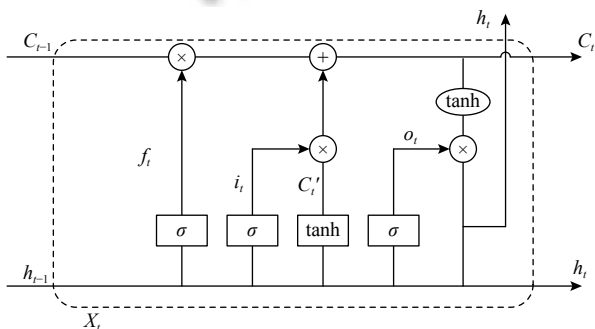 h_t
C_{t−1}
C_t
×
+
tanh
o_t
f_t
i_t
×
C_t′
×
σ
σ
tanh
σ
h_{t−1}
h_t
X_t